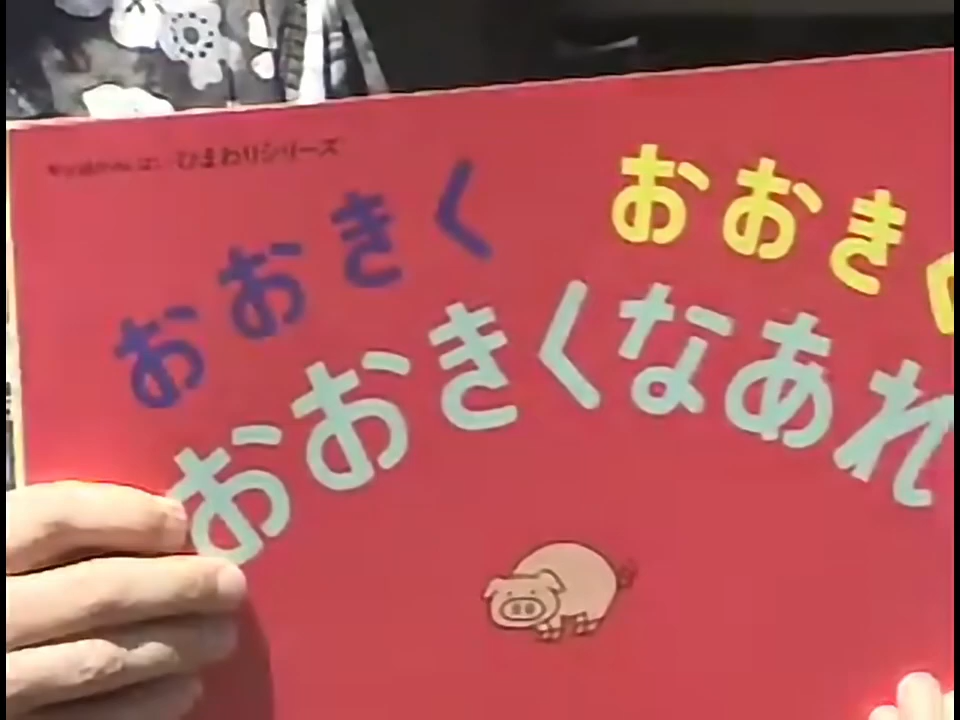 ひまわりシリーズ
おおきく おおき
おおきくなあれ